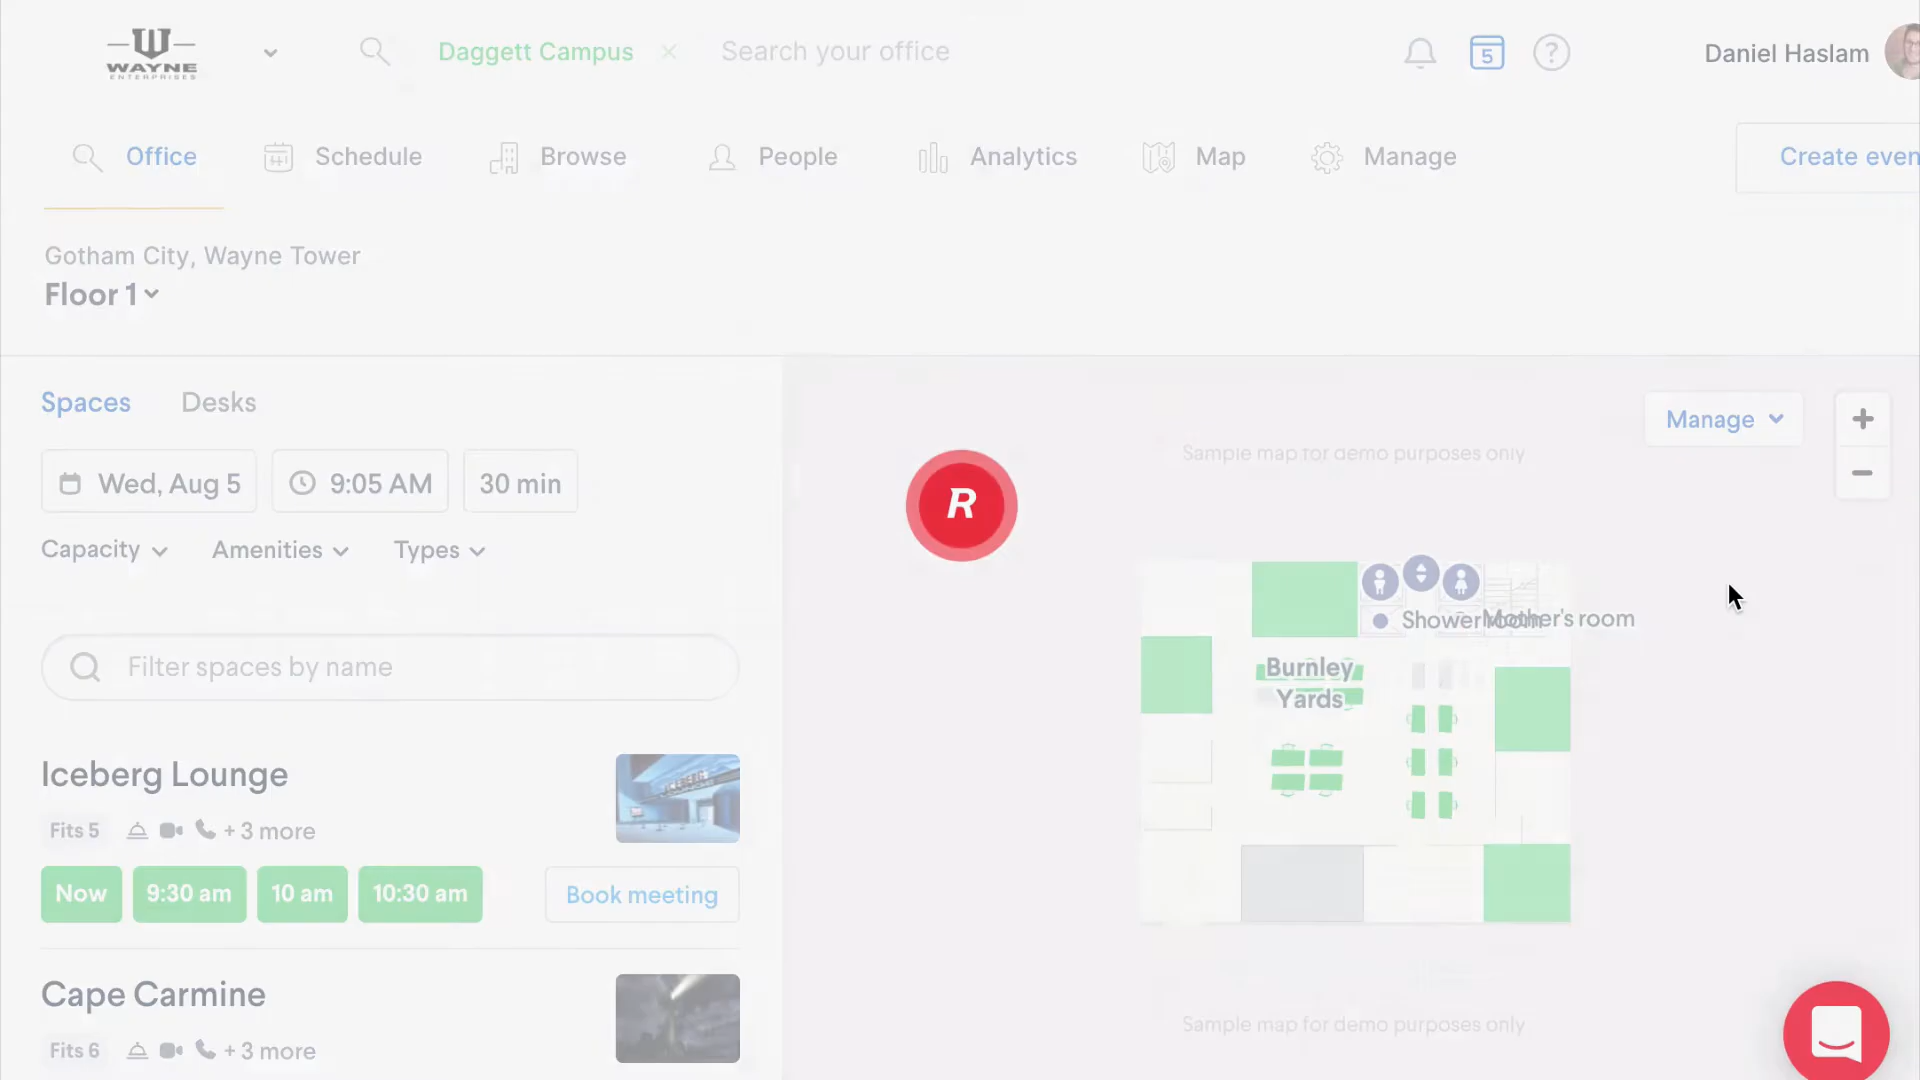 WAYNE
ENTERPRISES
Daggett Campus
Search your office
5
?
Daniel Haslam
Office
Schedule
Browse
People
Analytics
Map
Manage
Create even
Gotham City, Wayne Tower
Floor 1
Spaces
Desks
Manage
+
−
Sample map for demo purposes only
Wed, Aug 5
9:05 AM
30 min
R
Capacity
Amenities
Types
Shower room
Mother's room
Filter spaces by name
Burnley
Yards
Iceberg Lounge
ICEBERG
Fits 5
+ 3 more
Now
9:30 am
10 am
10:30 am
Book meeting
Cape Carmine
Sample map for demo purposes only
Fits 6
+ 3 more